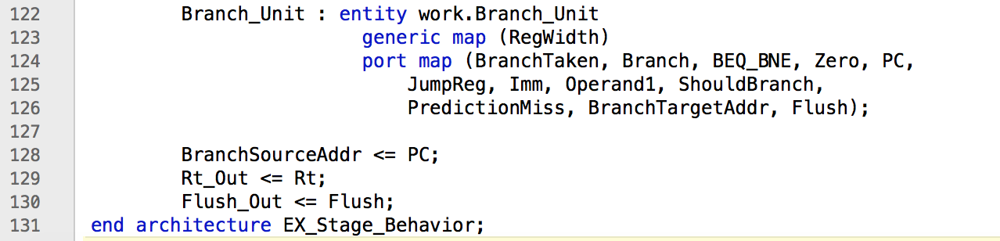 122 Branch_Unit : entity work.Branch_Unit
123 generic map (RegWidth)
124 port map (BranchTaken, Branch, BEQ_BNE, Zero, PC,
125 JumpReg, Imm, Operand1, ShouldBranch,
126 PredictionMiss, BranchTargetAddr, Flush);
127
128 BranchSourceAddr <= PC;
129 Rt_Out <= Rt;
130 Flush_Out <= Flush;
131 end architecture EX_Stage_Behavior;